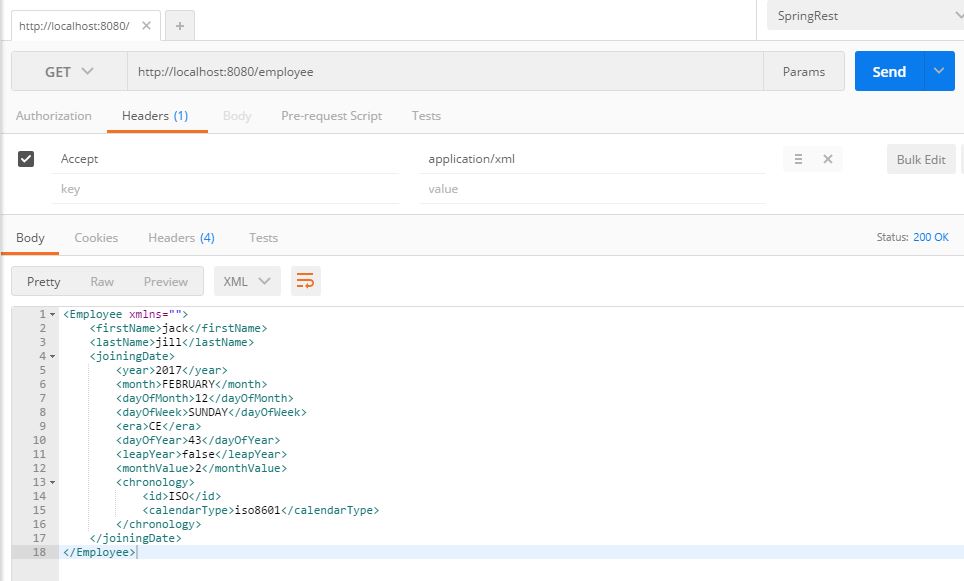 http://localhost:8080/ × +
SpringRest
GET http://localhost:8080/employee Params Send
Authorization Headers (1) Body Pre-request Script Tests
Accept application/xml Bulk Edit
key value
Body Cookies Headers (4) Tests Status: 200 OK
Pretty Raw Preview XML
1 <Employee xmlns="">
2 <firstName>jack</firstName>
3 <lastName>jill</lastName>
4 <joiningDate>
5 <year>2017</year>
6 <month>FEBRUARY</month>
7 <dayOfMonth>12</dayOfMonth>
8 <dayOfWeek>SUNDAY</dayOfWeek>
9 <era>CE</era>
10 <dayOfYear>43</dayOfYear>
11 <leapYear>false</leapYear>
12 <monthValue>2</monthValue>
13 <chronology>
14 <id>ISO</id>
15 <calendarType>iso8601</calendarType>
16 </chronology>
17 </joiningDate>
18 </Employee>